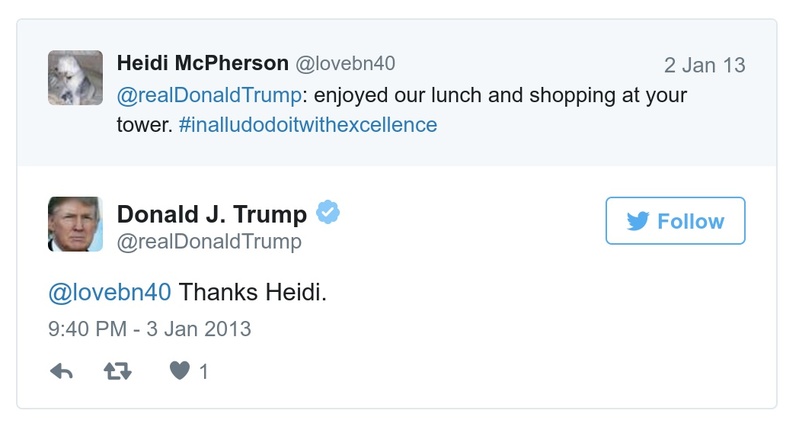 Heidi McPherson @lovebn40 2 Jan 13
@realDonaldTrump: enjoyed our lunch and shopping at your
tower. #inalludodoitwithexcellence
Donald J. Trump
@realDonaldTrump
Follow
@lovebn40 Thanks Heidi.
9:40 PM - 3 Jan 2013
1